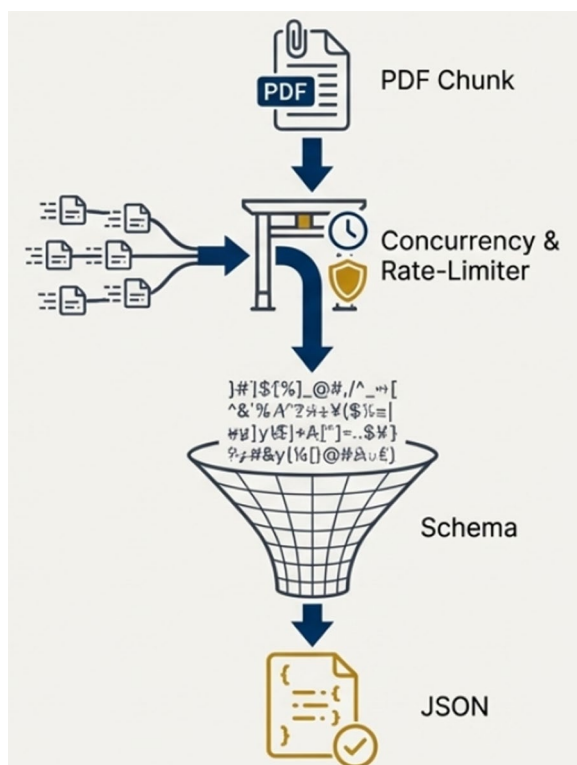 PDF
PDF Chunk
Concurrency &
Rate-Limiter
Schema
JSON